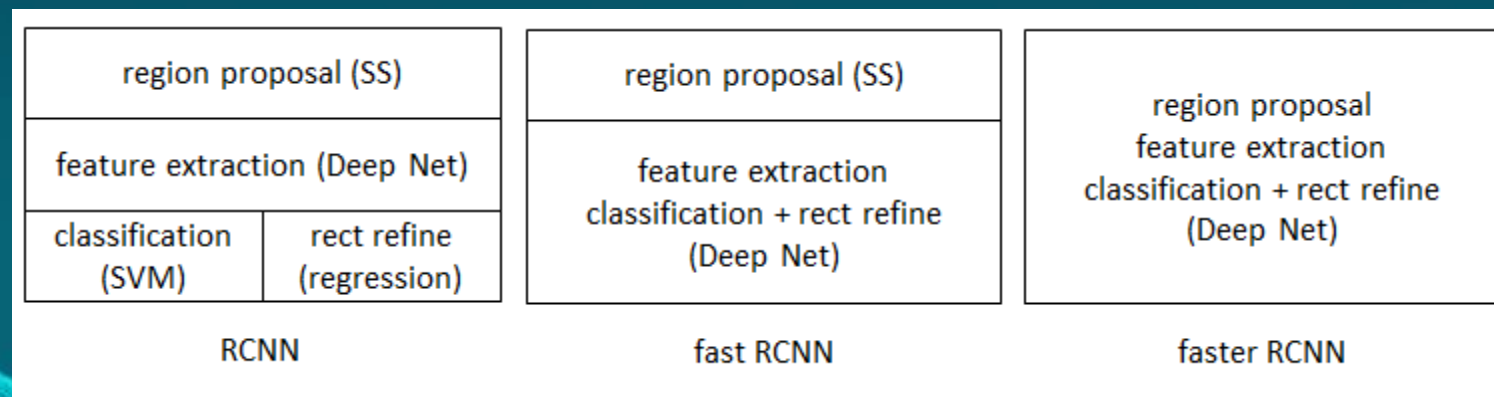 region proposal (SS)
feature extraction (Deep Net)
classification
(SVM)
rect refine
(regression)
RCNN
region proposal (SS)
feature extraction
classification + rect refine
(Deep Net)
fast RCNN
region proposal
feature extraction
classification + rect refine
(Deep Net)
faster RCNN